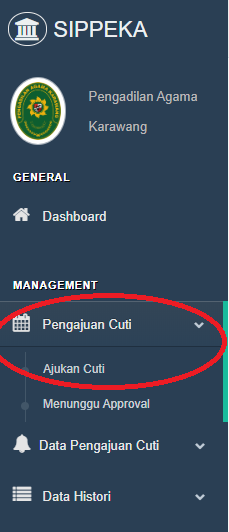 SIPPEKA
Pengadilan Agama
Karawang
GENERAL
Dashboard
MANAGEMENT
Pengajuan Cuti
Ajukan Cuti
Menunggu Approval
Data Pengajuan Cuti
Data Histori